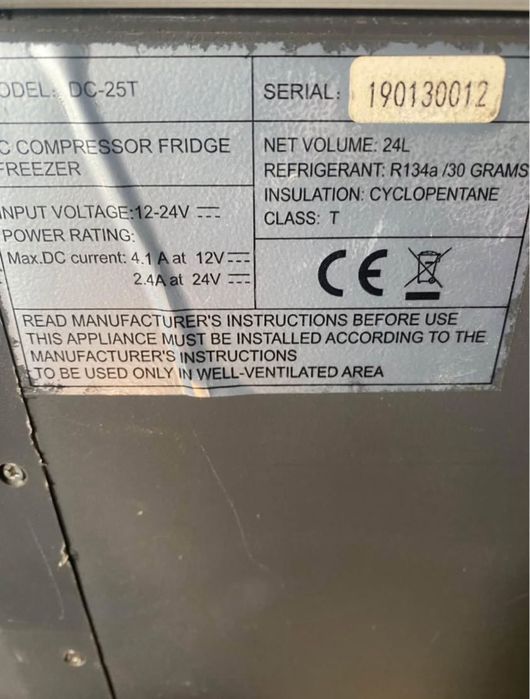 ODEL: DC-25T
SERIAL: 190130012
C COMPRESSOR FRIDGE
FREEZER
NET VOLUME: 24L
REFRIGERANT: R134a /30 GRAMS
INSULATION: CYCLOPENTANE
CLASS: T
INPUT VOLTAGE:12-24V
POWER RATING:
Max.DC current: 4.1 A at 12V
2.4A at 24V
CE
READ MANUFACTURER'S INSTRUCTIONS BEFORE USE
THIS APPLIANCE MUST BE INSTALLED ACCORDING TO THE
MANUFACTURER'S INSTRUCTIONS
TO BE USED ONLY IN WELL-VENTILATED AREA